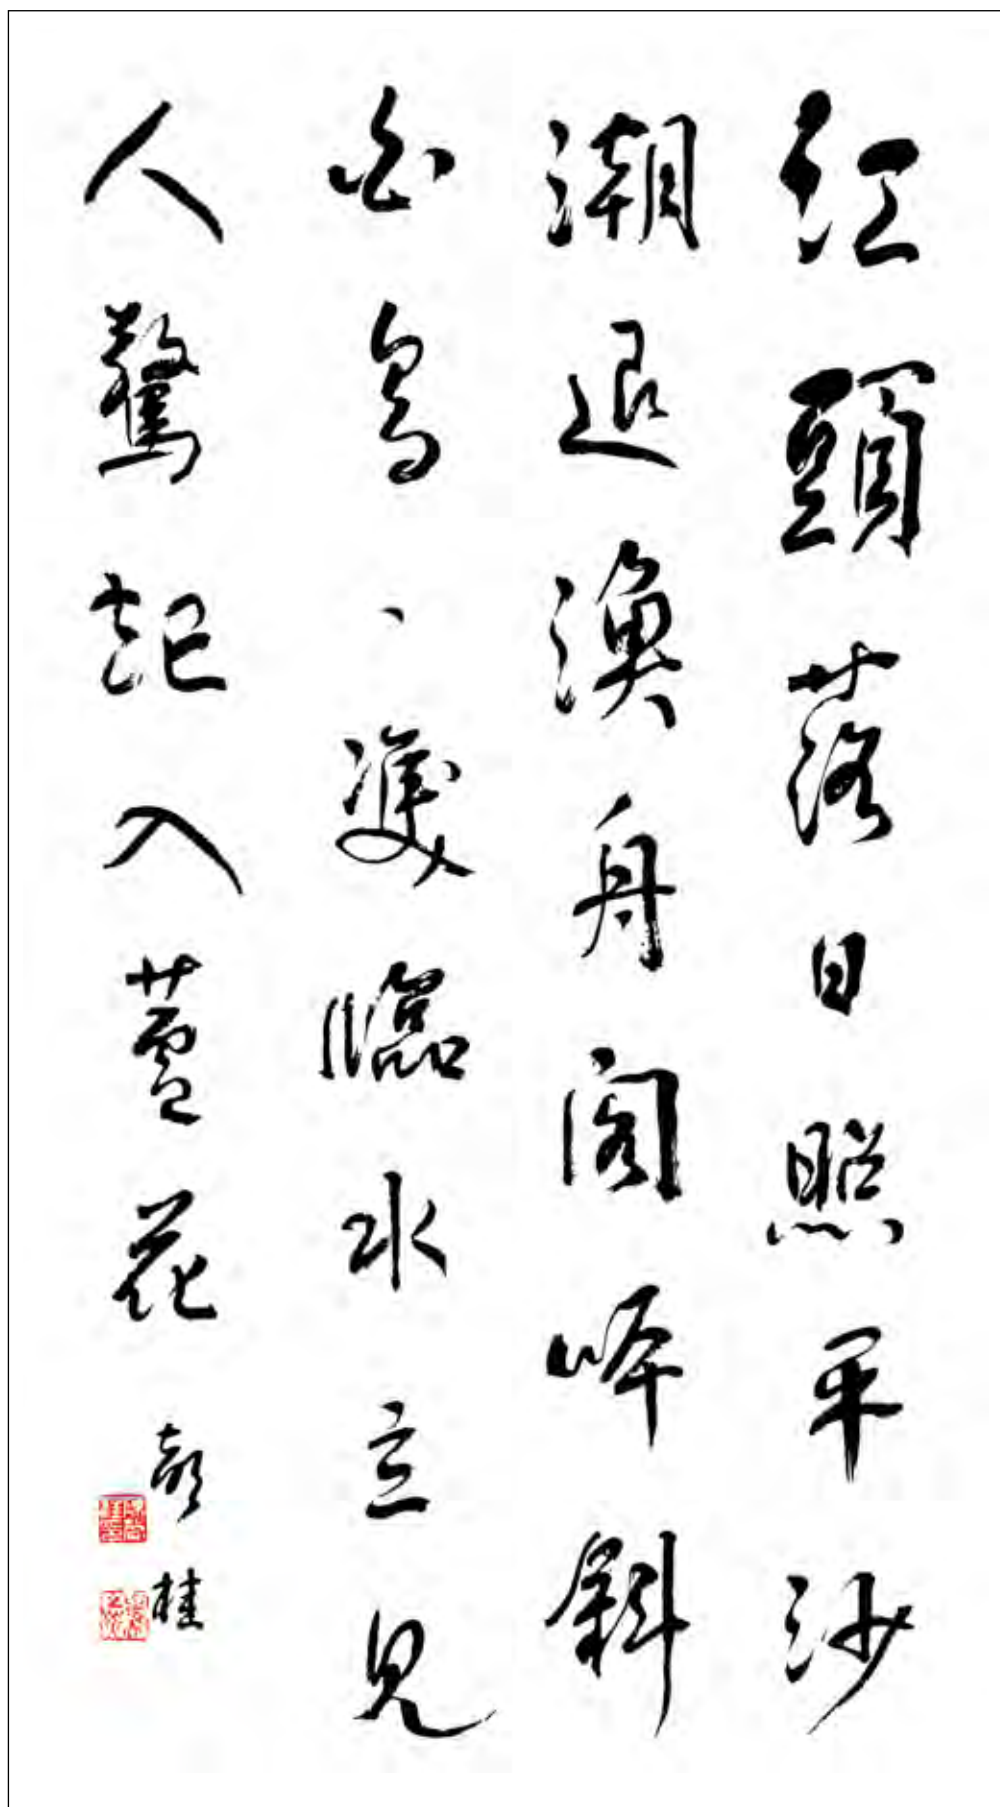 江頭落日照平沙
潮退漁舟閣岸斜
白鳥一雙臨水立見
人驚起入蘆花
桂